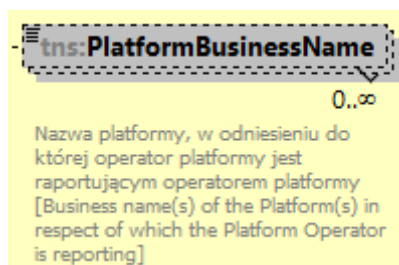 tns:PlatformBusinessName
0..∞
Nazwa platformy, w odniesieniu do
której operator platformy jest
raportującym operatorem platformy
[Business name(s) of the Platform(s) in
respect of which the Platform Operator
is reporting]